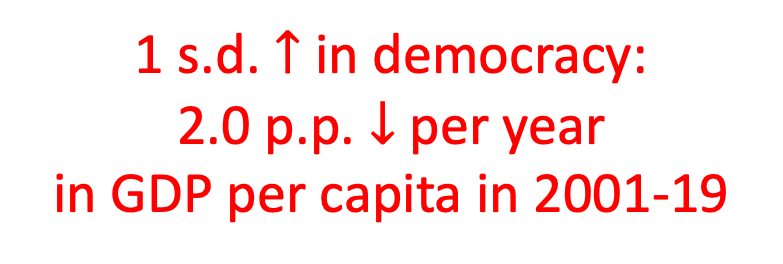 1 s.d. ↑ in democracy:
2.0 p.p. ↓ per year
in GDP per capita in 2001-19